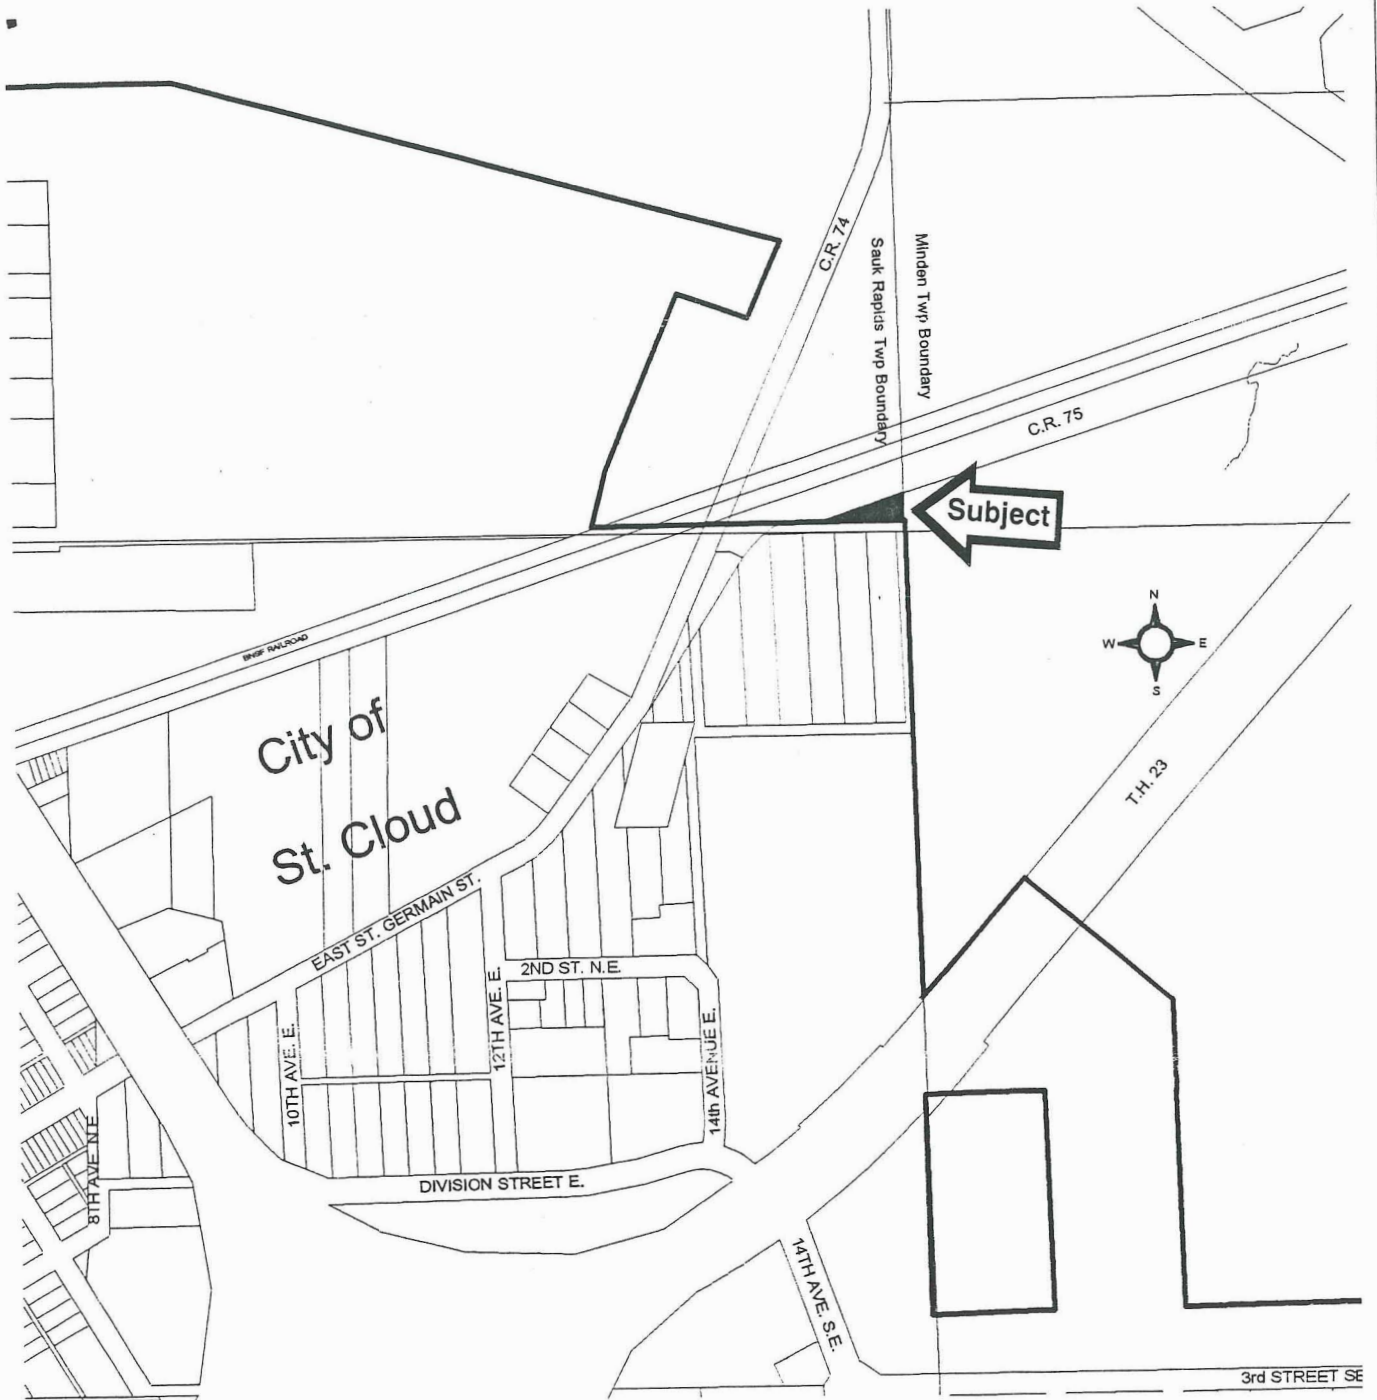 C.R. 74
Sauk Rapids Twp Boundary
Minden Twp Boundary
C.R. 75
Subject
N
W
E
S
BNSF RAILROAD
City of
St. Cloud
T.H. 23
EAST ST. GERMAIN ST.
2ND ST. N.E.
10TH AVE. E.
12TH AVE. E.
14th AVENUE E.
8TH AVE. N.E
DIVISION STREET E.
14TH AVE. S.E.
3rd STREET SE